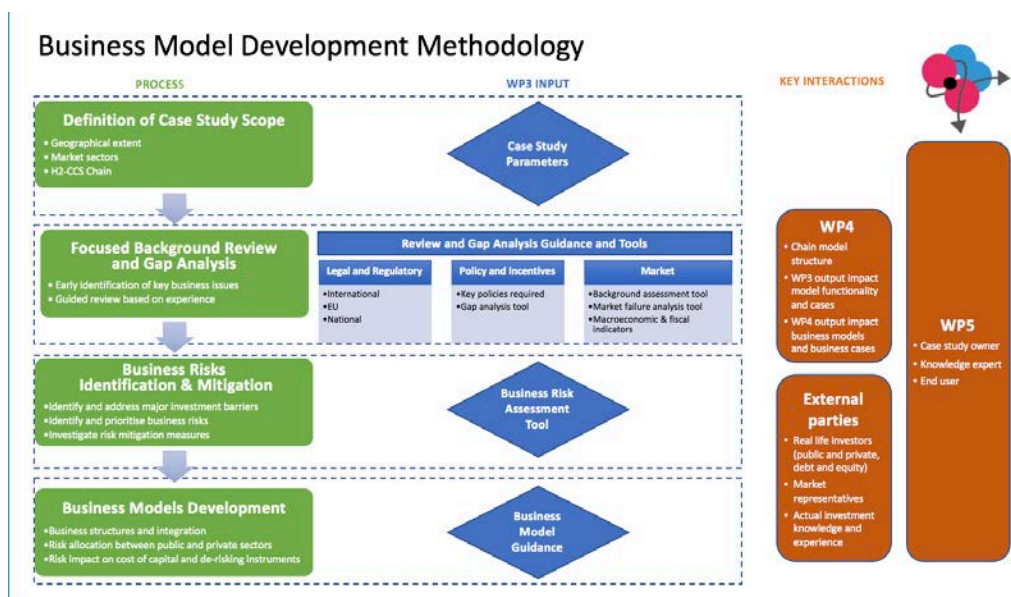 Business Model Development Methodology
PROCESS
WP3 INPUT
KEY INTERACTIONS
Definition of Case Study Scope
• Geographical extent
• Market sectors
• H2-CCS Chain
Case Study
Parameters
Focused Background Review
and Gap Analysis
• Early identification of key business issues
• Guided review based on experience
Review and Gap Analysis Guidance and Tools
Legal and Regulatory
•International
•EU
•National
Policy and Incentives
•Key policies required
•Gap analysis tool
Market
•Background assessment tool
•Market failure analysis tool
•Macroeconomic & fiscal
indicators
Business Risks
Identification & Mitigation
•Identify and address major investment barriers
•Identify and prioritise business risks
•Investigate risk mitigation measures
Business Risk
Assessment
Tool
Business Models Development
•Business structures and integration
•Risk allocation between public and private sectors
•Risk impact on cost of capital and de-risking instruments
Business
Model
Guidance
WP4
• Chain model
structure
• WP3 output impact
model functionality
and cases
• WP4 output impact
business models
and business cases
External
parties
• Real life investors
(public and private,
debt and equity)
• Market
representatives
• Actual investment
knowledge and
experience
WP5
• Case study owner
• Knowledge expert
• End user